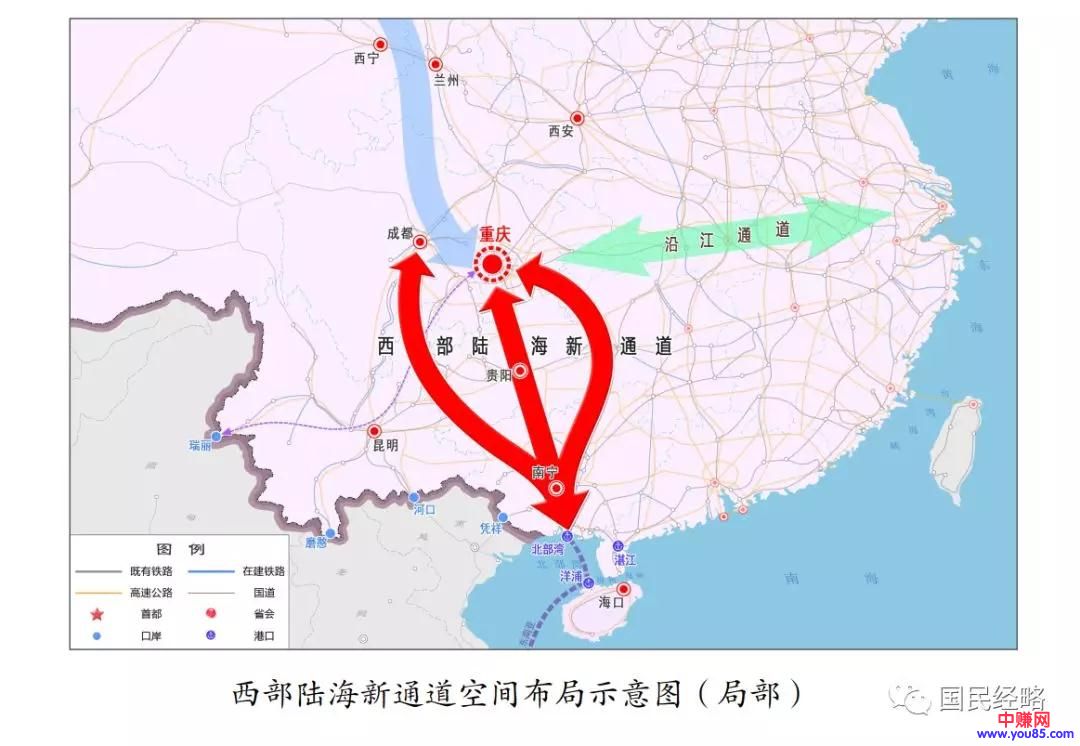 西宁
兰州
西安
黄海
成都
重庆
沿江通道
东海
西部陆海新通道
贵阳
瑞丽
昆明
南宁
河口
凭祥
磨憨
北部湾
湛江
洋浦
海口
南海
图例
既有铁路
在建铁路
高速公路
国道
首都
省会
口岸
港口
西部陆海新通道空间布局示意图（局部）
国民经略
中赚网
www.you85.com